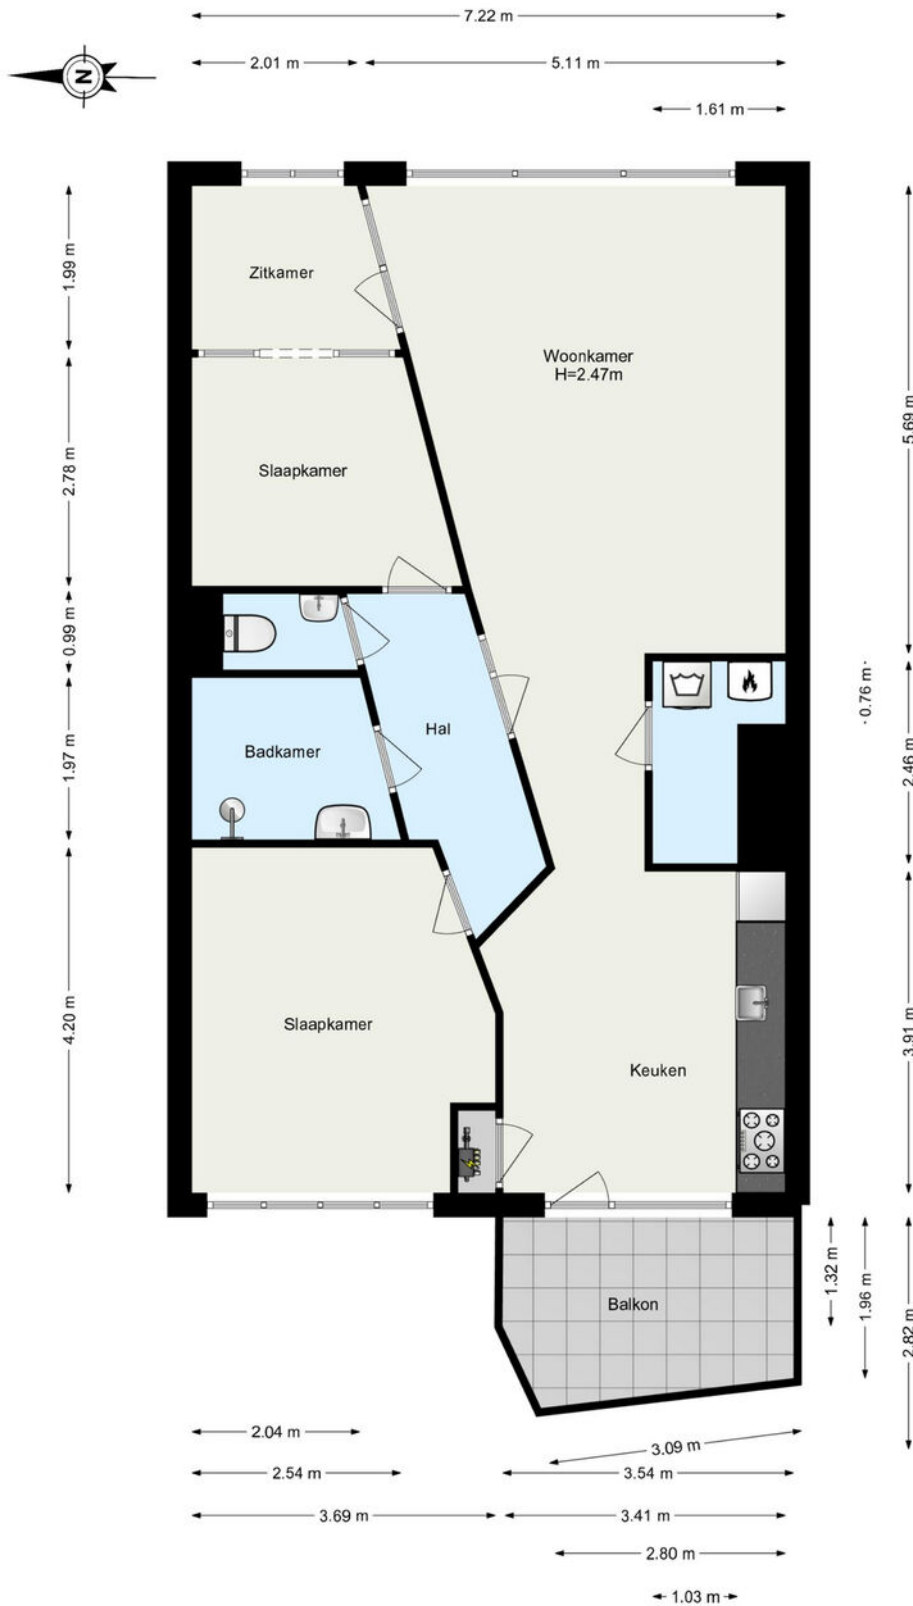 7.22 m
2.01 m
5.11 m
1.61 m
N
1.99 m
2.78 m
0.99 m
1.97 m
4.20 m
Zitkamer
Woonkamer
H=2.47m
Slaapkamer
Hal
Badkamer
Slaapkamer
Keuken
Balkon
5.69 m
0.76 m
2.46 m
3.91 m
1.32 m
1.96 m
2.82 m
2.04 m
3.09 m
2.54 m
3.54 m
3.69 m
3.41 m
2.80 m
1.03 m